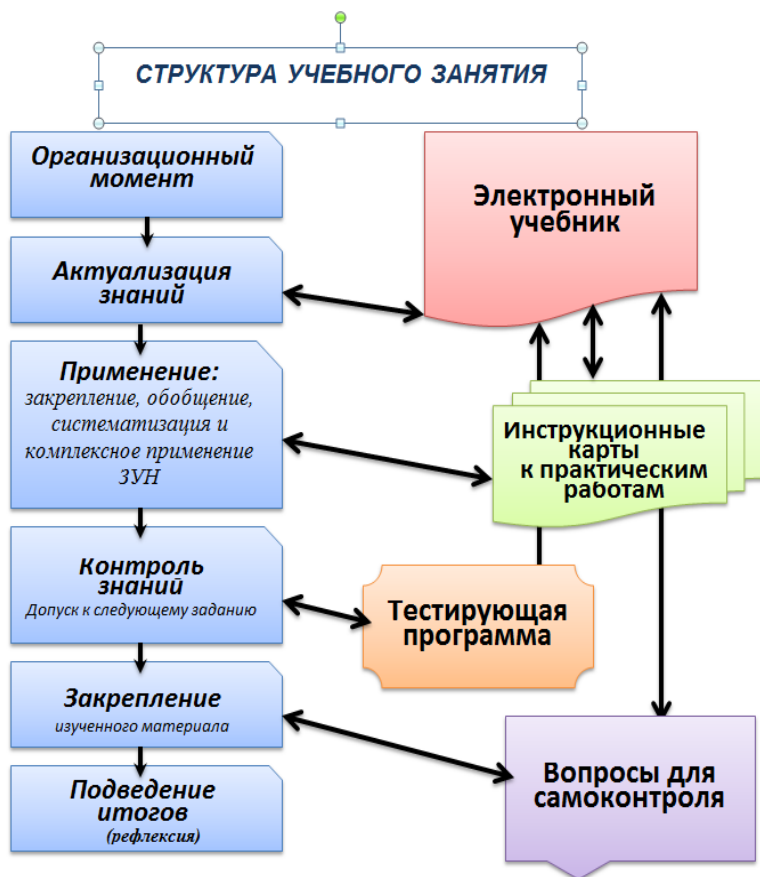 СТРУКТУРА УЧЕБНОГО ЗАНЯТИЯ
Организационный
момент
Актуализация
знаний
Применение:
закрепление, обобщение,
систематизация и
комплексное применение
ЗУН
Контроль
знаний
Допуск к следующему заданию
Закрепление
изученного материала
Подведение
итогов
(рефлексия)
Электронный
учебник
Инструкционные
карты
к практическим
работам
Тестирующая
программа
Вопросы для
самоконтроля